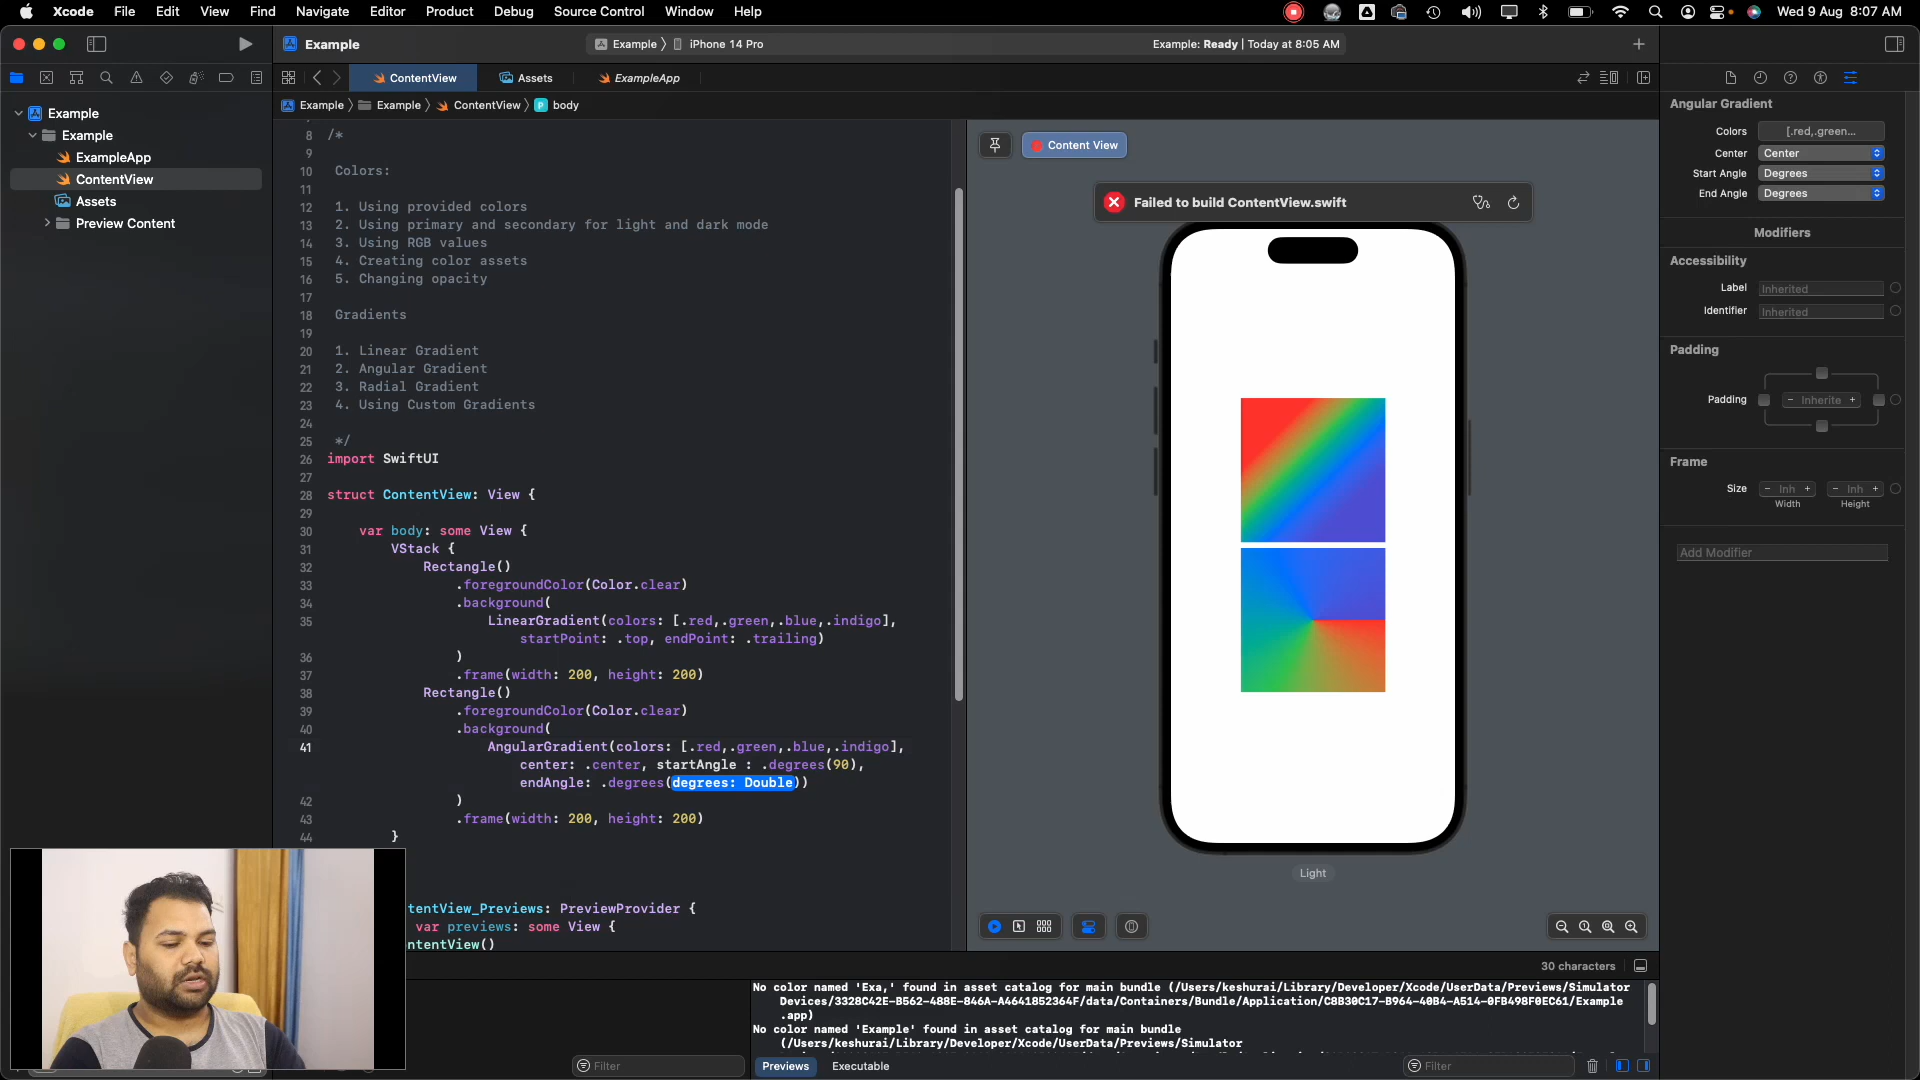 Xcode File Edit View Find Navigate Editor Product Debug Source Control Window Help Wed 9 Aug 8:07 AM
Example Example iPhone 14 Pro Example: Ready | Today at 8:05 AM
ContentView Assets ExampleApp
Example Example ContentView body
Example
Example
ExampleApp
ContentView
Assets
Preview Content
8 /*
9
10 Colors:
11
12 1. Using provided colors
13 2. Using primary and secondary for light and dark mode
14 3. Using RGB values
15 4. Creating color assets
16 5. Changing opacity
17
18 Gradients
19
20 1. Linear Gradient
21 2. Angular Gradient
22 3. Radial Gradient
23 4. Using Custom Gradients
24
25 */
26 import SwiftUI
27
28 struct ContentView: View {
29
30 var body: some View {
31 VStack {
32 Rectangle()
33 .foregroundColor(Color.clear)
34 .background(
35 LinearGradient(colors: [.red,.green,.blue,.indigo],
startPoint: .top, endPoint: .trailing)
36 )
37 .frame(width: 200, height: 200)
38 Rectangle()
39 .foregroundColor(Color.clear)
40 .background(
41 AngularGradient(colors: [.red,.green,.blue,.indigo],
center: .center, startAngle : .degrees(90),
endAngle: .degrees(degrees: Double))
42 )
43 .frame(width: 200, height: 200)
44 }
tentView_Previews: PreviewProvider {
var previews: some View {
ntentView()
Content View
Failed to build ContentView.swift
Light
Angular Gradient
Colors [.red,.green...
Center Center
Start Angle Degrees
End Angle Degrees
Modifiers
Accessibility
Label Inherited
Identifier Inherited
Padding
Padding - Inherite +
Frame
Size - Inh + - Inh +
Width Height
Add Modifier
30 characters
No color named 'Exa,' found in asset catalog for main bundle (/Users/keshurai/Library/Developer/Xcode/UserData/Previews/Simulator
Devices/3328C42E-B562-488E-846A-A4641852364F/data/Containers/Bundle/Application/C8B30C17-B964-40B4-A514-0FB498F0EC61/Example
.app)
No color named 'Example' found in asset catalog for main bundle
(/Users/keshurai/Library/Developer/Xcode/UserData/Previews/Simulator
Filter Previews Executable Filter